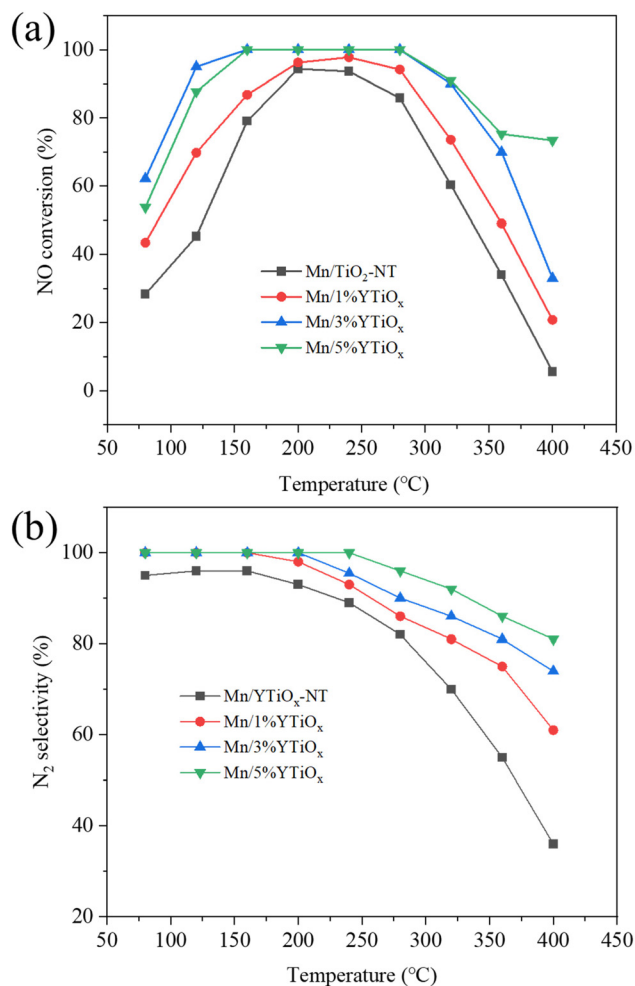 (a)
100
80
60
40
20
0
NO conversion (%)
Mn/TiO₂-NT
Mn/1%YTiOₓ
Mn/3%YTiOₓ
Mn/5%YTiOₓ
50 100 150 200 250 300 350 400 450
Temperature (℃)
(b)
100
80
60
40
20
N₂ selectivity (%)
Mn/YTiOₓ-NT
Mn/1%YTiOₓ
Mn/3%YTiOₓ
Mn/5%YTiOₓ
50 100 150 200 250 300 350 400 450
Temperature (℃)